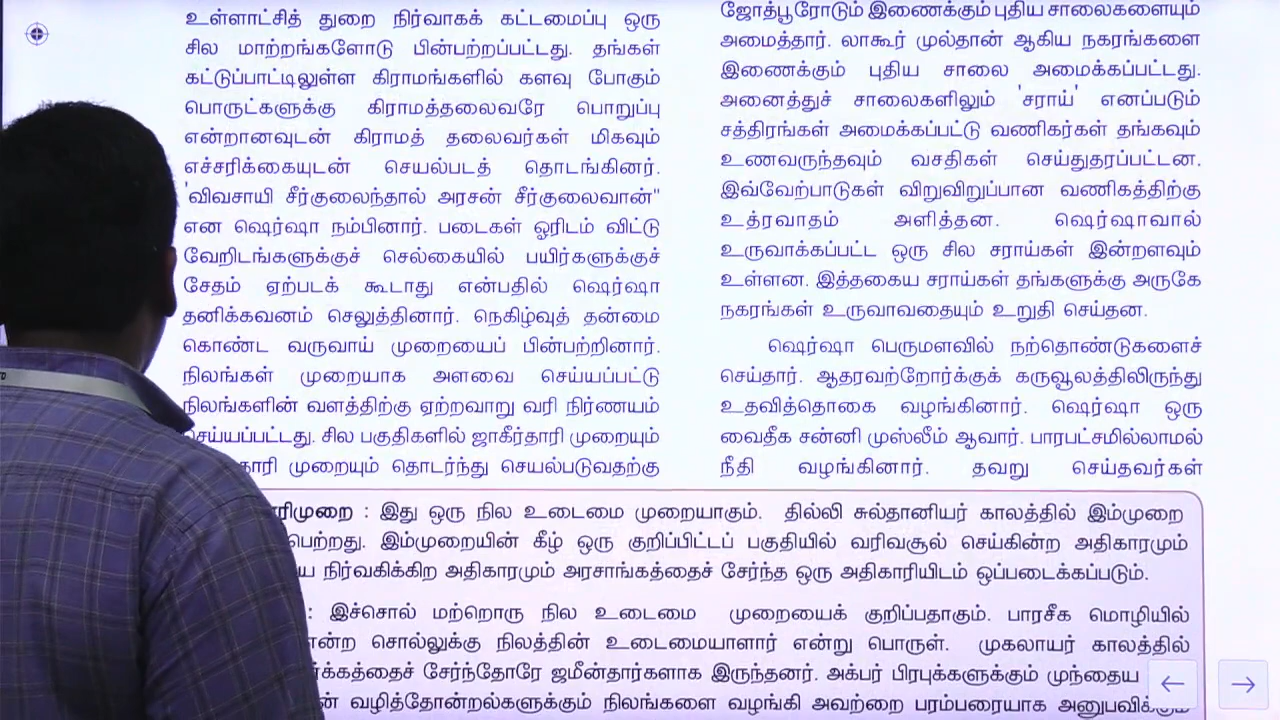 உள்ளாட்சித் துறை நிர்வாகக் கட்டமைப்பு ஒரு
சில மாற்றங்களோடு பின்பற்றப்பட்டது. தங்கள்
கட்டுப்பாட்டிலுள்ள கிராமங்களில் களவு போகும்
பொருட்களுக்கு கிராமத்தலைவரே பொறுப்பு
என்றானவுடன் கிராமத் தலைவர்கள் மிகவும்
எச்சரிக்கையுடன் செயல்படத் தொடங்கினர்.
'விவசாயி சீர்குலைந்தால் அரசன் சீர்குலைவான்"
என ஷெர்ஷா நம்பினார். படைகள் ஓரிடம் விட்டு
வேறிடங்களுக்குச் செல்கையில் பயிர்களுக்குச்
சேதம் ஏற்படக் கூடாது என்பதில் ஷெர்ஷா
தனிக்கவனம் செலுத்தினார். நெகிழ்வுத் தன்மை
கொண்ட வருவாய் முறையைப் பின்பற்றினார்.
நிலங்கள் முறையாக அளவை செய்யப்பட்டு
நிலங்களின் வளத்திற்கு ஏற்றவாறு வரி நிர்ணயம்
செய்யப்பட்டது. சில பகுதிகளில் ஜாகீர்தாரி முறையும்
முறையும் தொடர்ந்து செயல்படுவதற்கு
ஜோத்பூரோடும் இணைக்கும் புதிய சாலைகளையும்
அமைத்தார். லாகூர் முல்தான் ஆகிய நகரங்களை
இணைக்கும் புதிய சாலை அமைக்கப்பட்டது.
அனைத்துச் சாலைகளிலும் 'சராய்' எனப்படும்
சத்திரங்கள் அமைக்கப்பட்டு வணிகர்கள் தங்கவும்
உணவருந்தவும் வசதிகள் செய்துதரப்பட்டன.
இவ்வேற்பாடுகள் விறுவிறுப்பான வணிகத்திற்கு
உத்ரவாதம் அளித்தன. ஷெர்ஷாவால்
உருவாக்கப்பட்ட ஒரு சில சராய்கள் இன்றளவும்
உள்ளன. இத்தகைய சராய்கள் தங்களுக்கு அருகே
நகரங்கள் உருவாவதையும் உறுதி செய்தன.
ஷெர்ஷா பெருமளவில் நற்தொண்டுகளைச்
செய்தார். ஆதரவற்றோர்க்குக் கருவூலத்திலிருந்து
உதவித்தொகை வழங்கினார். ஷெர்ஷா ஒரு
வைதீக சன்னி முஸ்லீம் ஆவார். பாரபட்சமில்லாமல்
நீதி வழங்கினார். தவறு செய்தவர்கள்
: இது ஒரு நில உடைமை முறையாகும். தில்லி சுல்தானியர் காலத்தில் இம்முறை
இம்முறையின் கீழ் ஒரு குறிப்பிட்டப் பகுதியில் வரிவசூல் செய்கின்ற அதிகாரமும்
நிர்வகிக்கிற அதிகாரமும் அரசாங்கத்தைச் சேர்ந்த ஒரு அதிகாரியிடம் ஒப்படைக்கப்படும்.
: இச்சொல் மற்றொரு நில உடைமை முறையைக் குறிப்பதாகும். பாரசீக மொழியில்
என்ற சொல்லுக்கு நிலத்தின் உடைமையாளார் என்று பொருள். முகலாயர் காலத்தில்
சேர்ந்தோரே ஜமீன்தார்களாக இருந்தனர். அக்பர் பிரபுக்களுகும் முந்தைய
வழித்தோன்றல்களுக்கும் நிலங்களை வழங்கி அவற்றை பரம்பரையாக